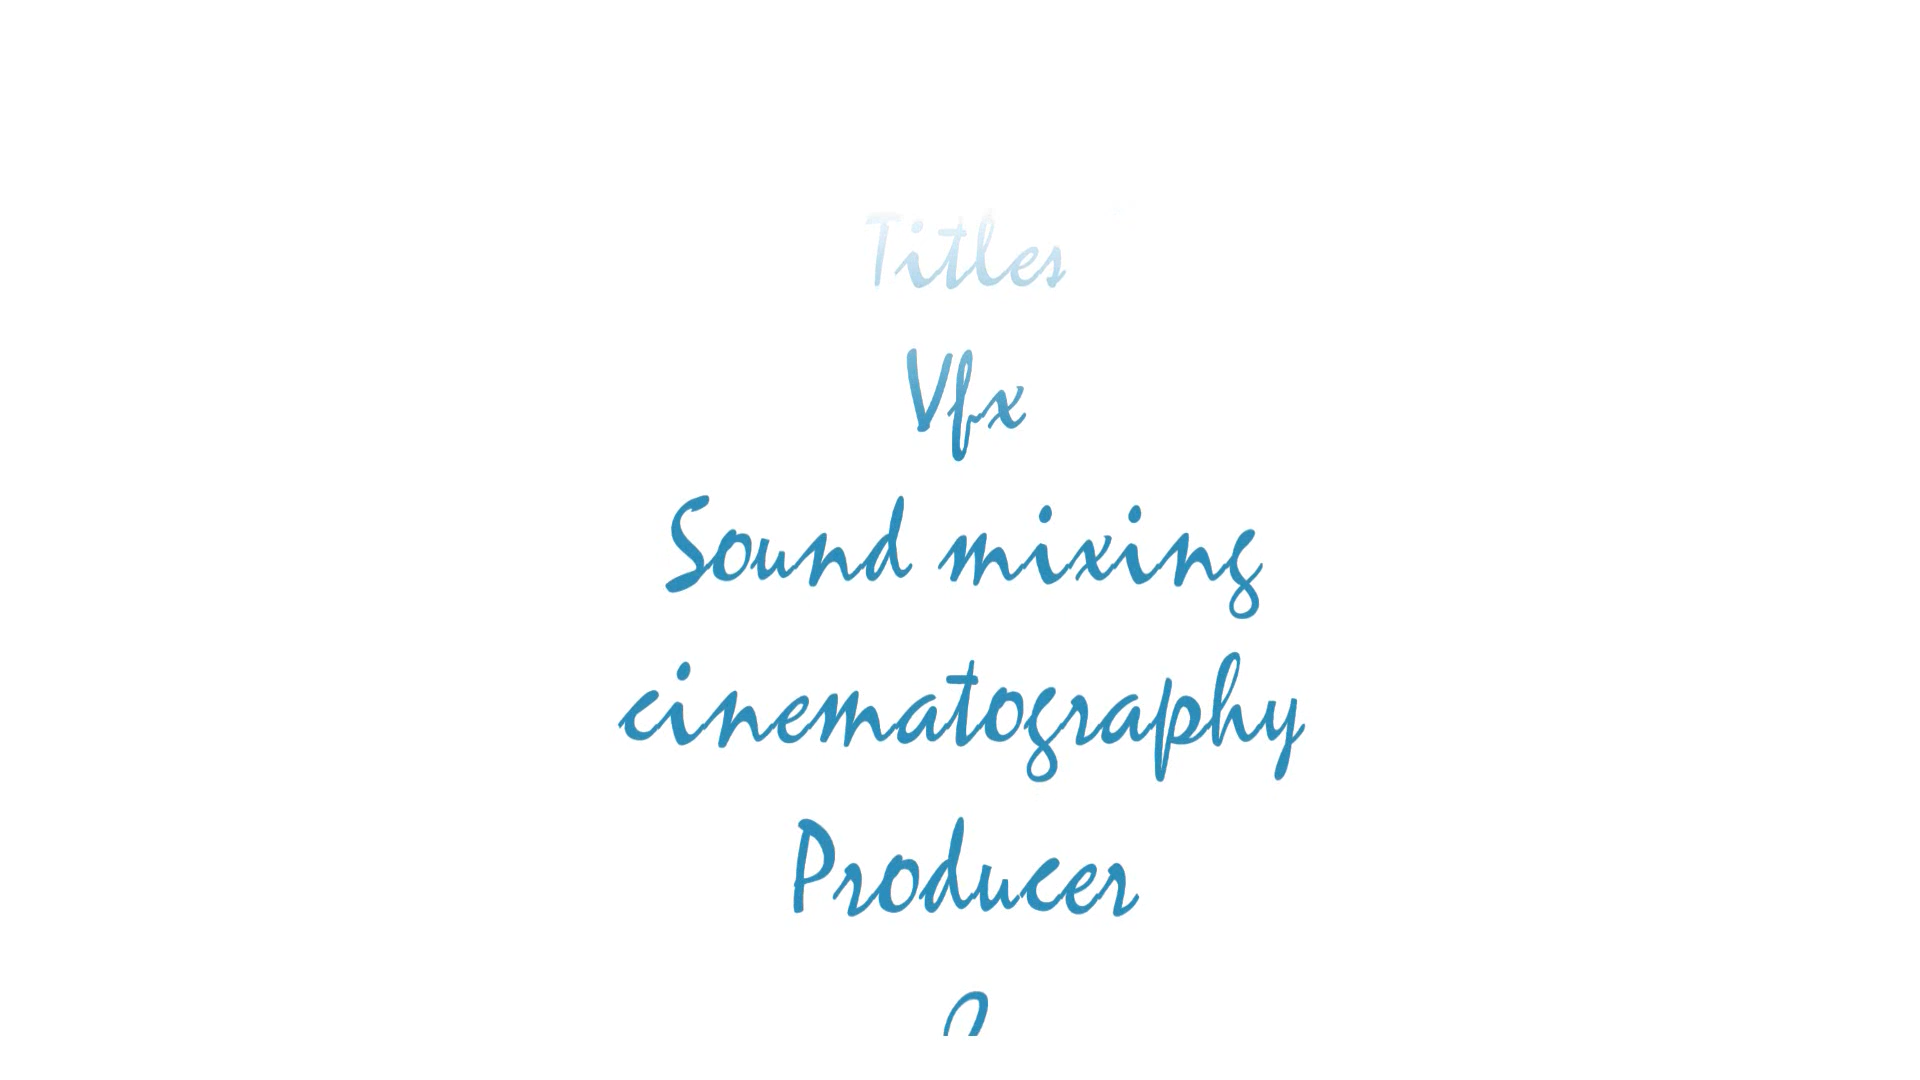 Titles
Vfx
Sound mixing
cinematography
Producer